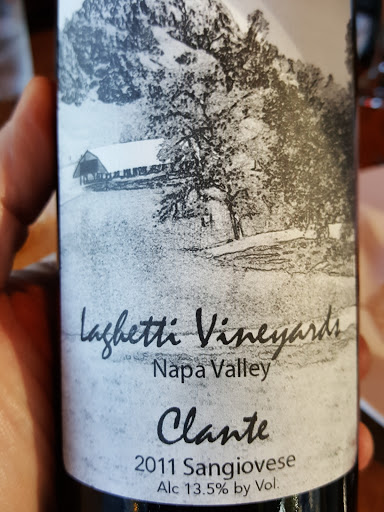 Laghetti Vineyards
Napa Valley
Clante
2011 Sangiovese
Alc 13.5% by Vol.